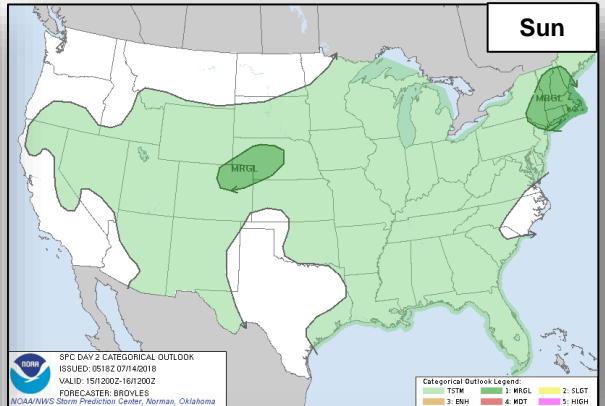 Sun
MRGL
MRGL
NOAA
SPC DAY 2 CATEGORICAL OUTLOOK
ISSUED: 0518Z 07/14/2018
VALID: 15/1200Z-16/1200Z
FORECASTER: BROYLES
NOAA/NWS Storm Prediction Center, Norman, Oklahoma
Categorical Outlook Legend:
TSTM 1: MRGL 2: SLGT
3: ENH 4: MDT 5: HIGH